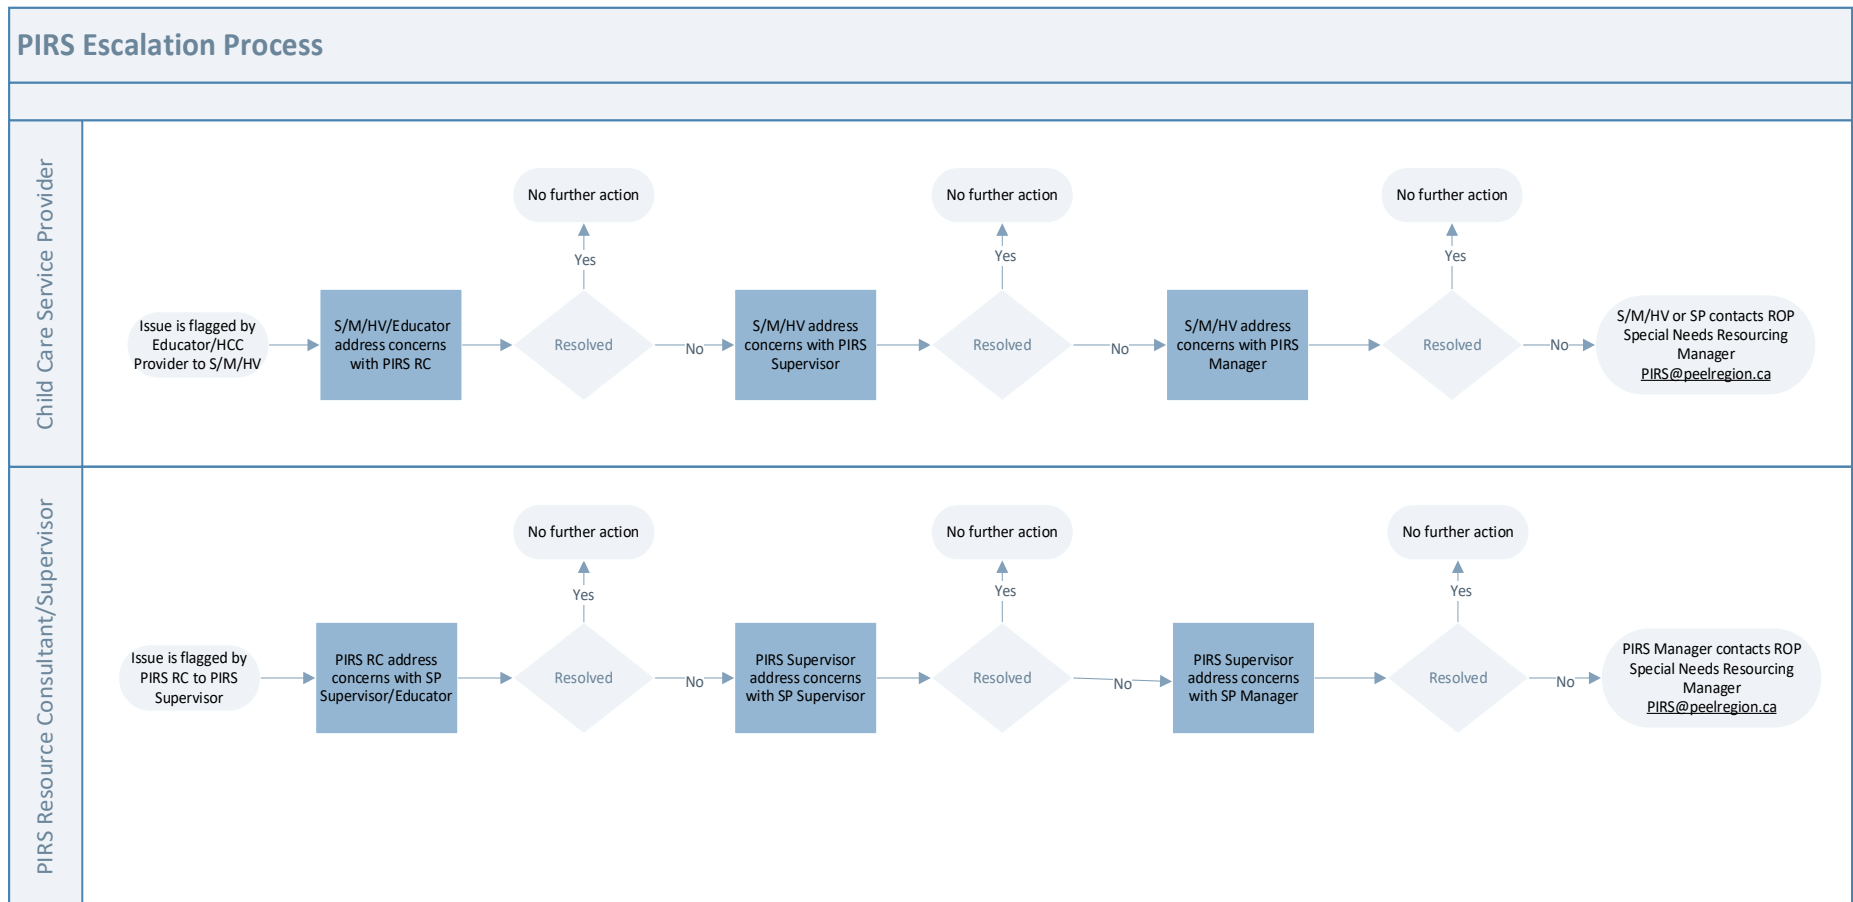 PIRS Escalation Process
Child Care Service Provider
No further action
No further action
No further action
Yes
Yes
Yes
Issue is flagged by
Educator/HCC
Provider to S/M/HV
S/M/HV/Educator
address concerns
with PIRS RC
Resolved
No
S/M/HV address
concerns with PIRS
Supervisor
Resolved
No
S/M/HV address
concerns with PIRS
Manager
Resolved
No
S/M/HV or SP contacts ROP
Special Needs Resourcing
Manager
PIRS@peelregion.ca
PIRS Resource Consultant/Supervisor
No further action
No further action
No further action
Yes
Yes
Yes
Issue is flagged by
PIRS RC to PIRS
Supervisor
PIRS RC address
concerns with SP
Supervisor/Educator
Resolved
No
PIRS Supervisor
address concerns
with SP Supervisor
Resolved
No
PIRS Supervisor
address concerns
with SP Manager
Resolved
No
PIRS Manager contacts ROP
Special Needs Resourcing
Manager
PIRS@peelregion.ca